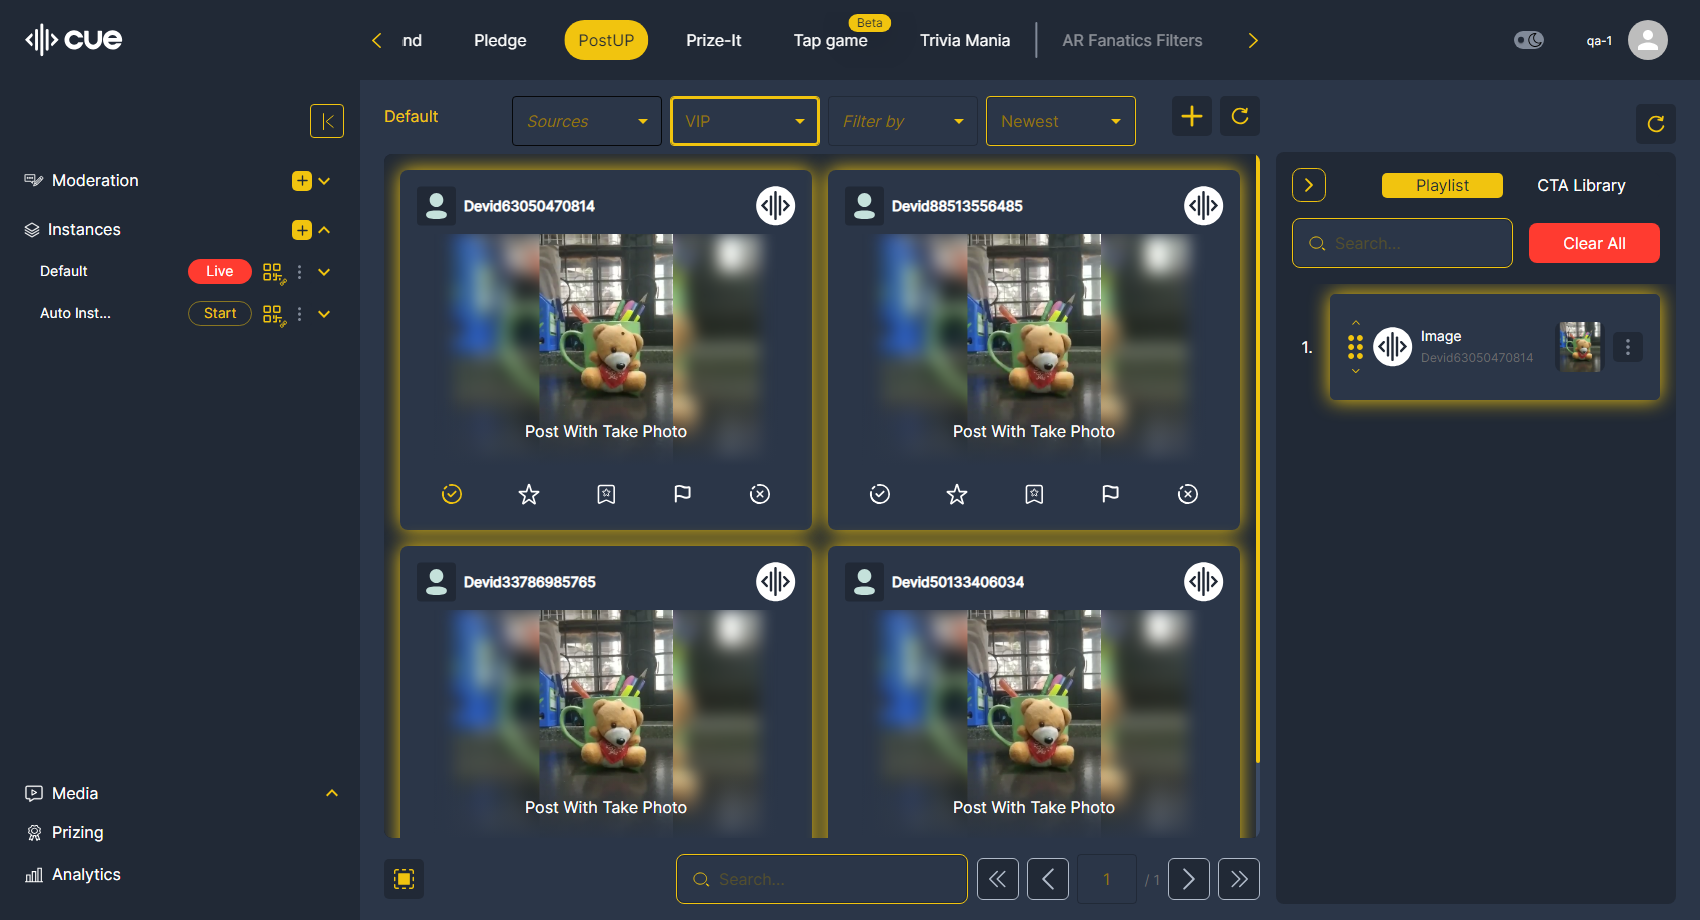 cue
nd
Pledge
PostUP
Prize-It
Beta
Tap game
Trivia Mania
AR Fanatics Filters
qa-1
Moderation
Instances
Default
Live
Auto Inst...
Start
Media
Prizing
Analytics
Default
Sources
VIP
Filter by
Newest
Devid63050470814
Post With Take Photo
Devid88513556485
Post With Take Photo
Devid33786985765
Post With Take Photo
Devid50133406034
Post With Take Photo
Search...
1
/ 1
Playlist
CTA Library
Search...
Clear All
1.
Image
Devid63050470814